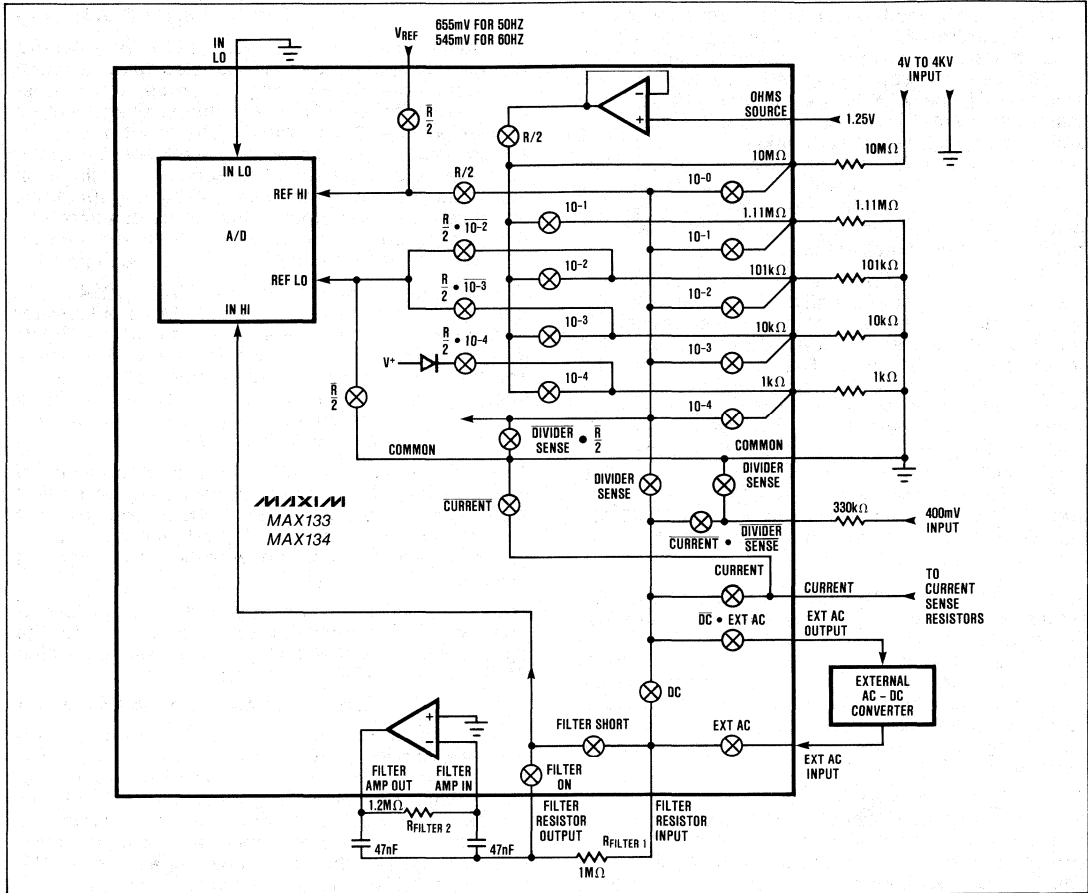 655mV FOR 50HZ
545mV FOR 60HZ
VREF
IN
LO
4V TO 4KV
INPUT
OHMS
SOURCE
1.25V
R̅/2
R/2
IN LO
REF HI
A/D
REF LO
IN HI
R/2
10-0
10MΩ
10MΩ
10-1
1.11MΩ
1.11MΩ
R/2 • 1̅0̅-̅2̅
10-1
10-2
101kΩ
101kΩ
R/2 • 1̅0̅-̅3̅
10-2
10-3
10kΩ
10kΩ
R/2 • 10-4
V+
10-3
10-4
1kΩ
1kΩ
R̅/2
10-4
DIVIDER
SENSE • R̅/2
COMMON
COMMON
DIVIDER
SENSE
DIVIDER
SENSE
CURRENT
MAXIM
MAX133
MAX134
330kΩ
400mV
INPUT
CURRENT • DIVIDER
SENSE
CURRENT
CURRENT
TO
CURRENT
SENSE
RESISTORS
D̅C̅ • EXT AC
EXT AC
OUTPUT
DC
EXTERNAL
AC – DC
CONVERTER
FILTER SHORT
EXT AC
EXT AC
INPUT
FILTER
AMP OUT
FILTER
AMP IN
FILTER
ON
FILTER
RESISTOR
OUTPUT
FILTER
RESISTOR
INPUT
1.2MΩ
RFILTER 2
47nF
47nF
RFILTER 1
1MΩ